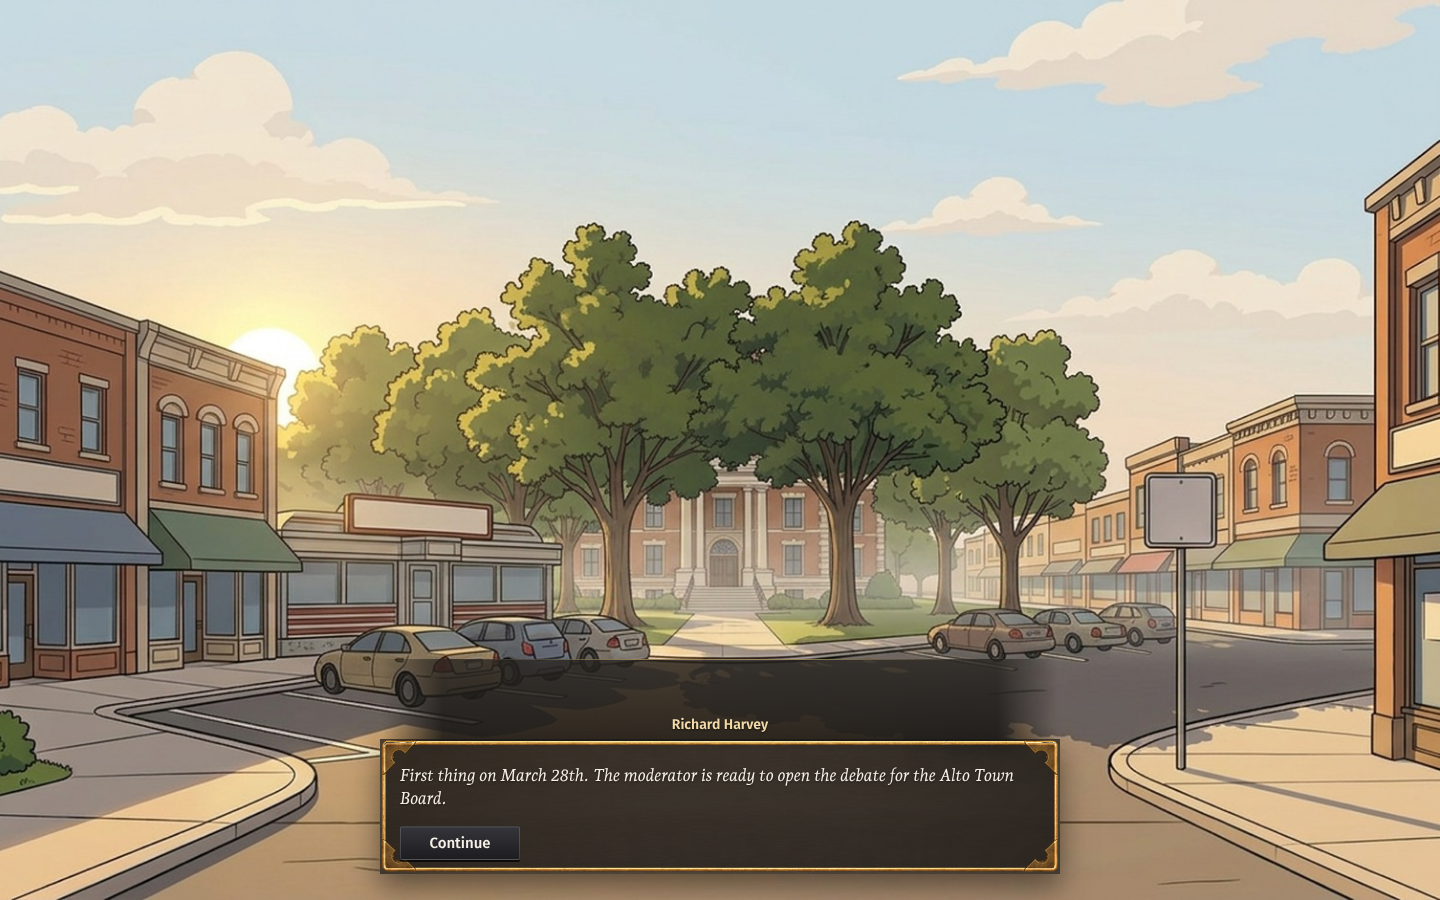 Richard Harvey
First thing on March 28th. The moderator is ready to open the debate for the Alto Town
Board.
Continue